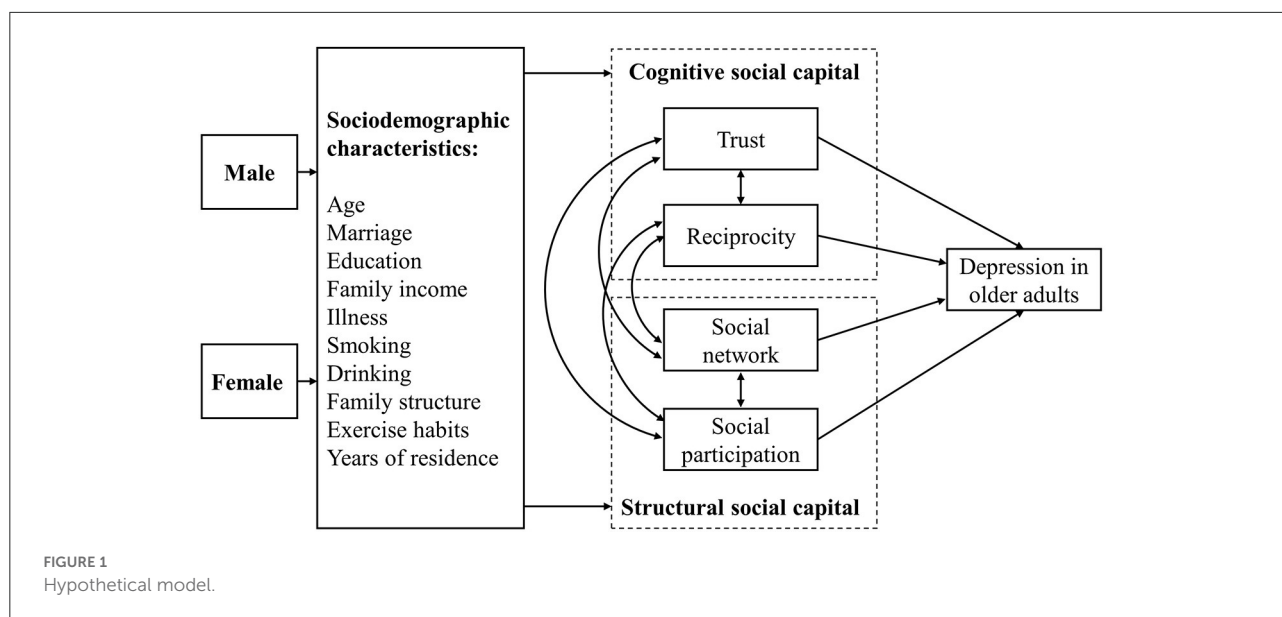 Male
Female
Sociodemographic
characteristics:
Age
Marriage
Education
Family income
Illness
Smoking
Drinking
Family structure
Exercise habits
Years of residence
Cognitive social capital
Trust
Reciprocity
Social
network
Social
participation
Structural social capital
Depression in
older adults
FIGURE 1
Hypothetical model.